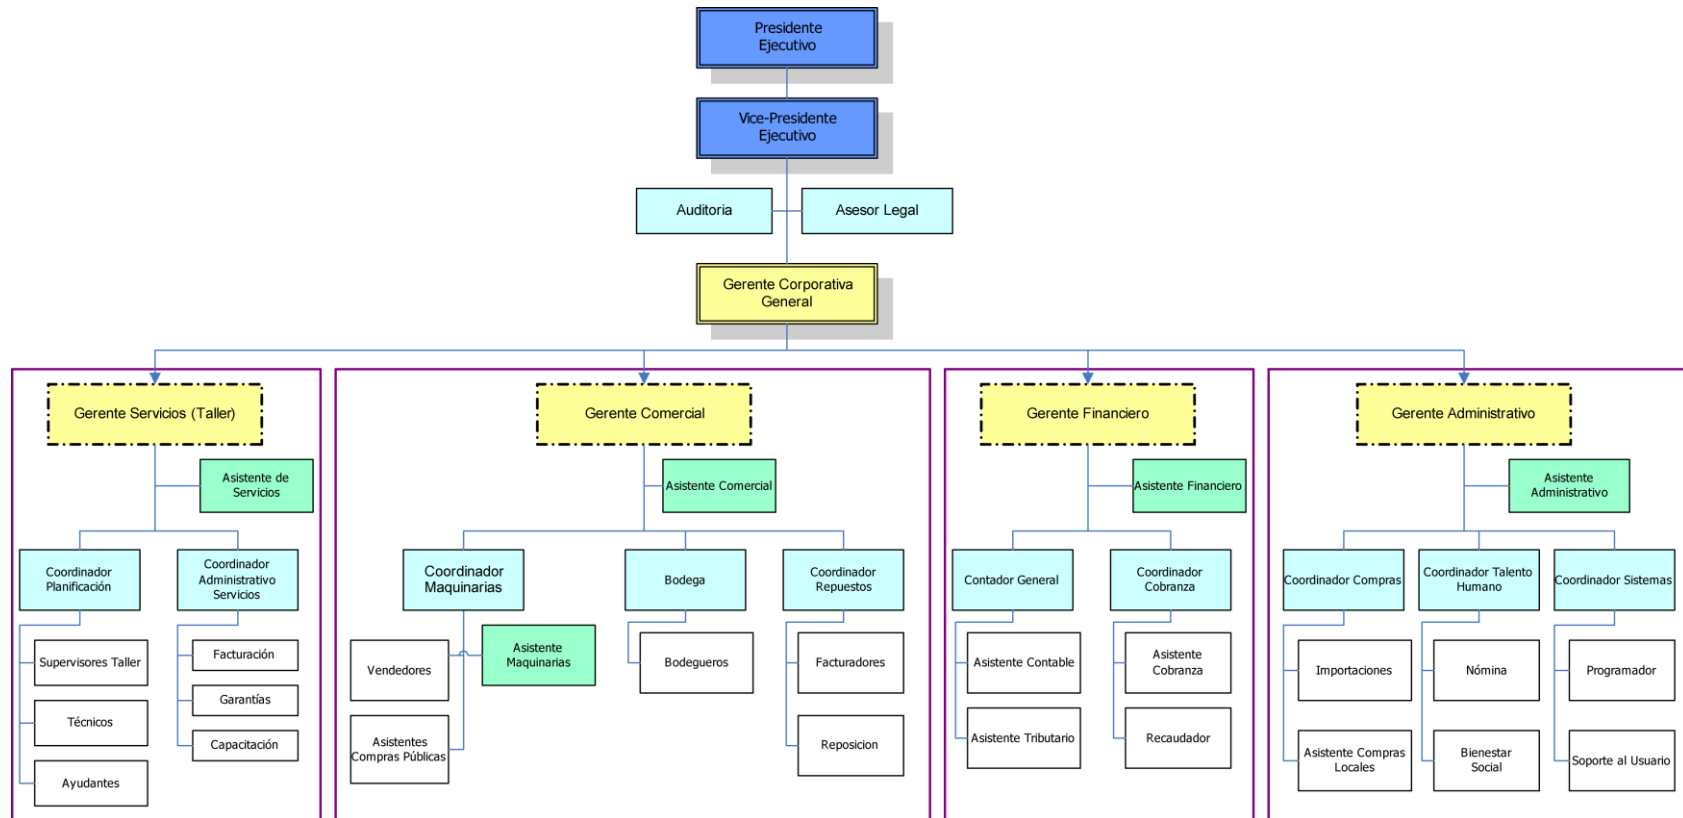 Presidente
Ejecutivo
Vice-Presidente
Ejecutivo
Auditoria
Asesor Legal
Gerente Corporativa
General
Gerente Servicios (Taller)
Gerente Comercial
Gerente Financiero
Gerente Administrativo
Asistente de
Servicios
Asistente Comercial
Asistente Financiero
Asistente
Administrativo
Coordinador
Planificación
Coordinador
Administrativo
Servicios
Coordinador
Maquinarias
Bodega
Coordinador
Repuestos
Contador General
Coordinador
Cobranza
Coordinador Compras
Coordinador Talento
Humano
Coordinador Sistemas
Supervisores Taller
Técnicos
Ayudantes
Facturación
Garantías
Capacitación
Vendedores
Asistente
Maquinarias
Asistentes
Compras Públicas
Bodegueros
Facturadores
Reposicion
Asistente Contable
Asistente Tributario
Asistente
Cobranza
Recaudador
Importaciones
Asistente Compras
Locales
Nómina
Bienestar
Social
Programador
Soporte al Usuario